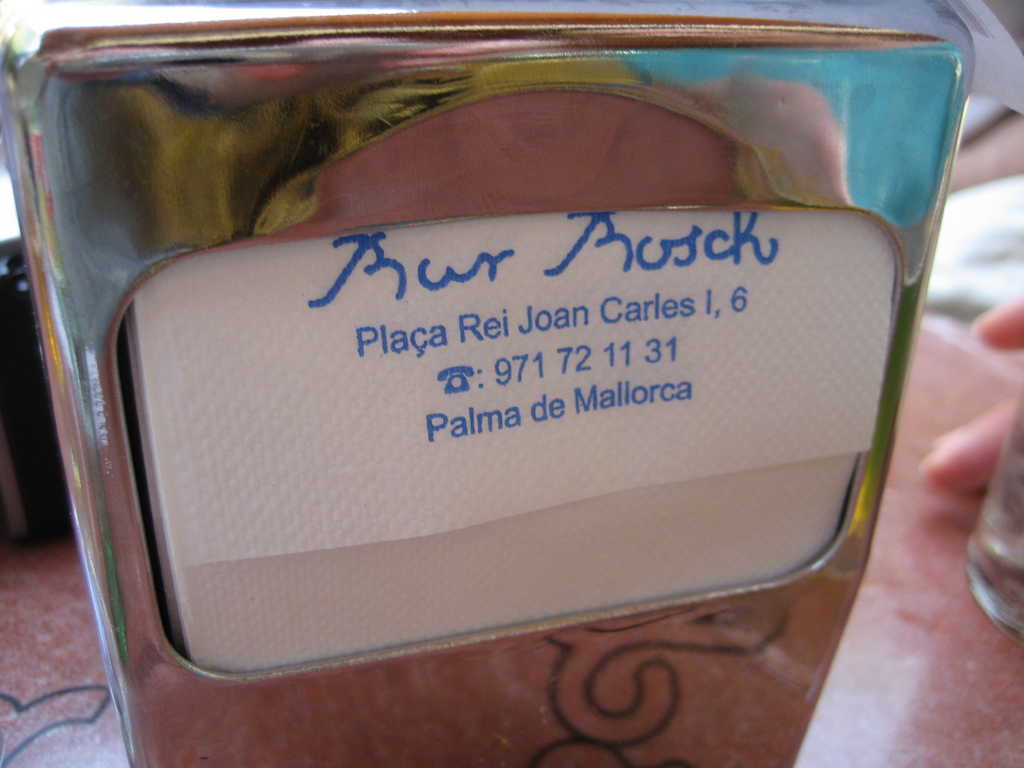 Bar Bosch
Plaça Rei Joan Carles I, 6
☎: 971 72 11 31
Palma de Mallorca